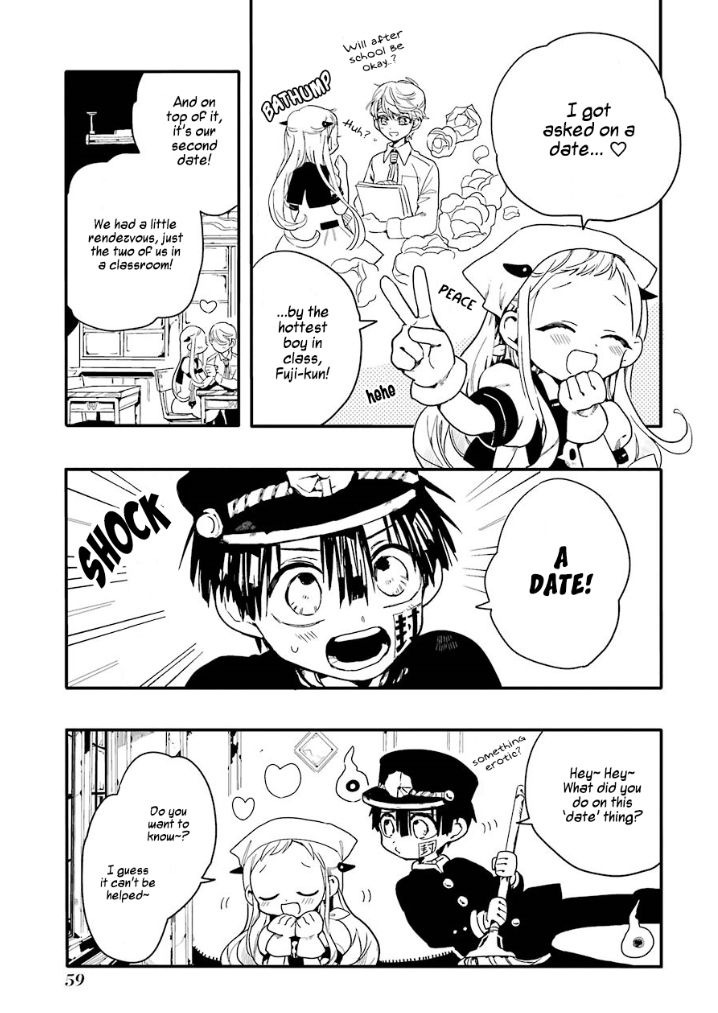 I got
asked on a
date... ♡
Will after
school be
okay..?
BATHUMP
Huh?
PEACE
...by the
hottest
boy in
class,
Fuji-kun!
hehe
And on
top of it,
it's our
second
date!
We had a little
rendezvous, just
the two of us in
a classroom!
A
DATE!
SHOCK
封
Hey~ Hey~
What did you
do on this
'date' thing?
something
erotic?
封
Do you
want to
know~?
I guess
it can't be
helped~
59